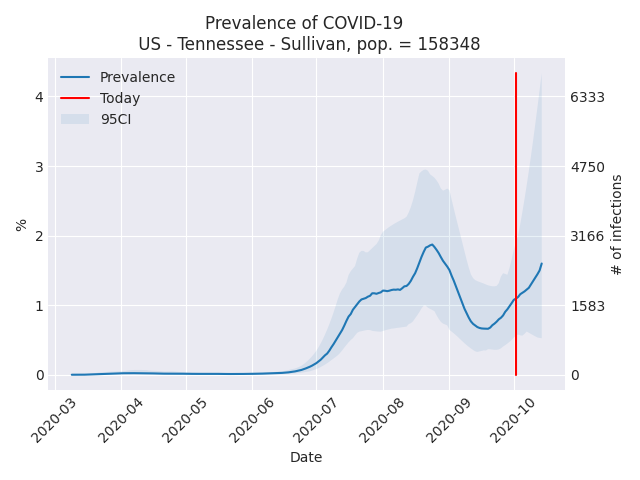 Prevalence of COVID-19
US - Tennessee - Sullivan, pop. = 158348
Prevalence
Today
95CI
4
3
2
1
0
%
6333
4750
3166
1583
0
# of infections
2020-03
2020-04
2020-05
2020-06
2020-07
2020-08
2020-09
2020-10
Date